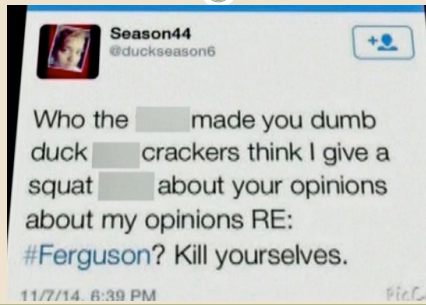 Season44
@duckseason6
Who the made you dumb
duck crackers think I give a
squat about your opinions
about my opinions RE:
#Ferguson? Kill yourselves.
11/7/14, 6:39 PM